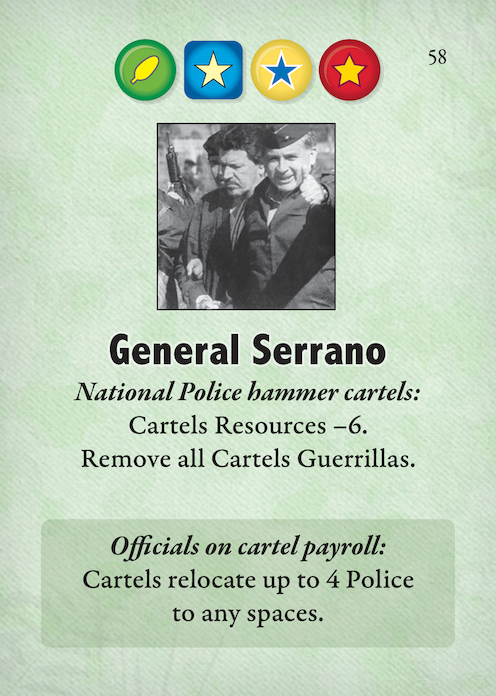 58
General Serrano
National Police hammer cartels:
Cartels Resources –6.
Remove all Cartels Guerrillas.
Officials on cartel payroll:
Cartels relocate up to 4 Police
to any spaces.